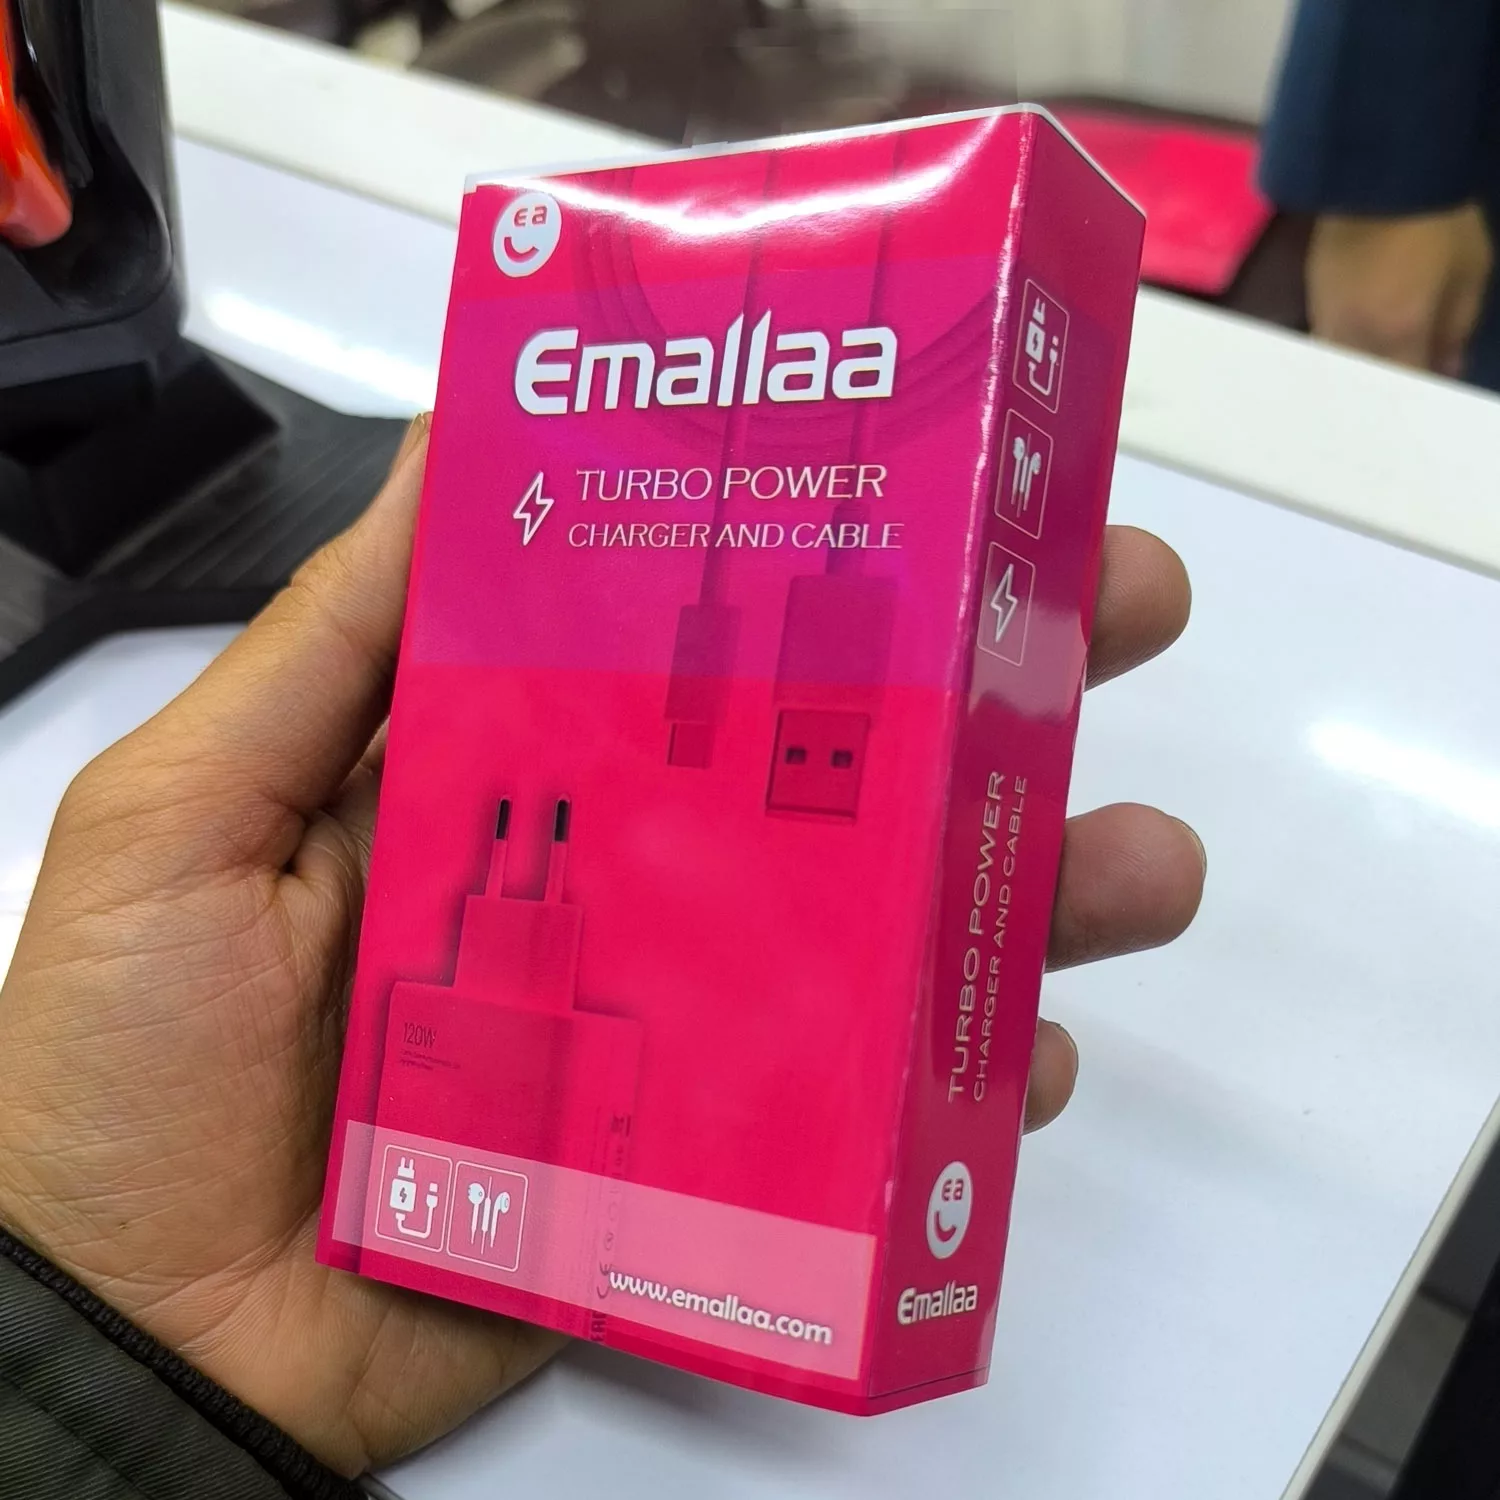 ea
Emallaa
TURBO POWER
CHARGER AND CABLE
120W
www.emallaa.com
TURBO POWER
CHARGER AND CABLE
ea
Emallaa